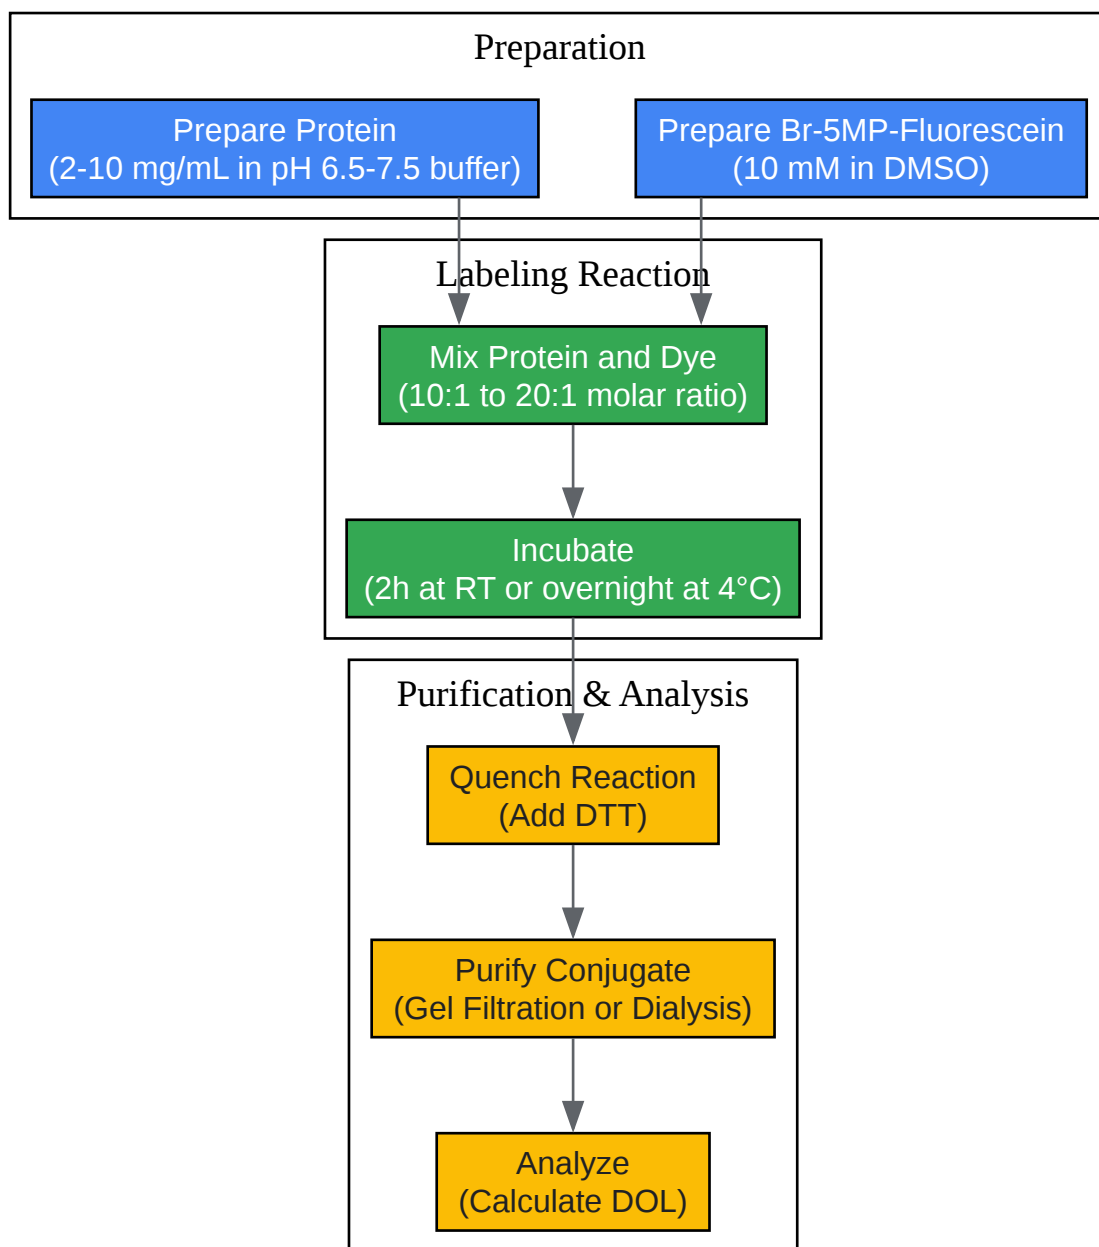 Preparation
Prepare Protein
(2-10 mg/mL in pH 6.5-7.5 buffer)
Prepare Br-5MP-Fluorescein
(10 mM in DMSO)
Labeling Reaction
Mix Protein and Dye
(10:1 to 20:1 molar ratio)
Incubate
(2h at RT or overnight at 4°C)
Purification & Analysis
Quench Reaction
(Add DTT)
Purify Conjugate
(Gel Filtration or Dialysis)
Analyze
(Calculate DOL)